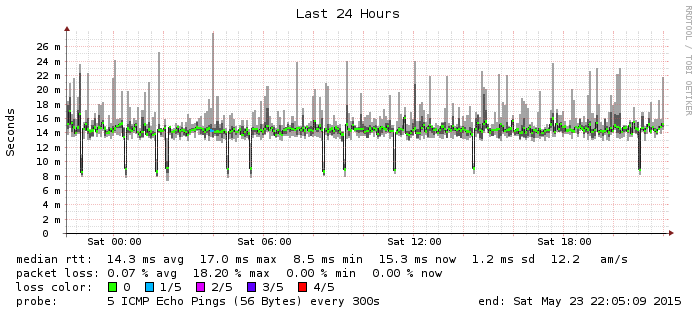 Last 24 Hours
RRDTOOL / TOBI OETIKER
Seconds
26 m
24 m
22 m
20 m
18 m
16 m
14 m
12 m
10 m
8 m
6 m
4 m
2 m
0
Sat 00:00 Sat 06:00 Sat 12:00 Sat 18:00
median rtt: 14.3 ms avg 17.0 ms max 8.5 ms min 15.3 ms now 1.2 ms sd 12.2 am/s
packet loss: 0.07 % avg 18.20 % max 0.00 % min 0.00 % now
loss color: 0 1/5 2/5 3/5 4/5
probe: 5 ICMP Echo Pings (56 Bytes) every 300s end: Sat May 23 22:05:09 2015